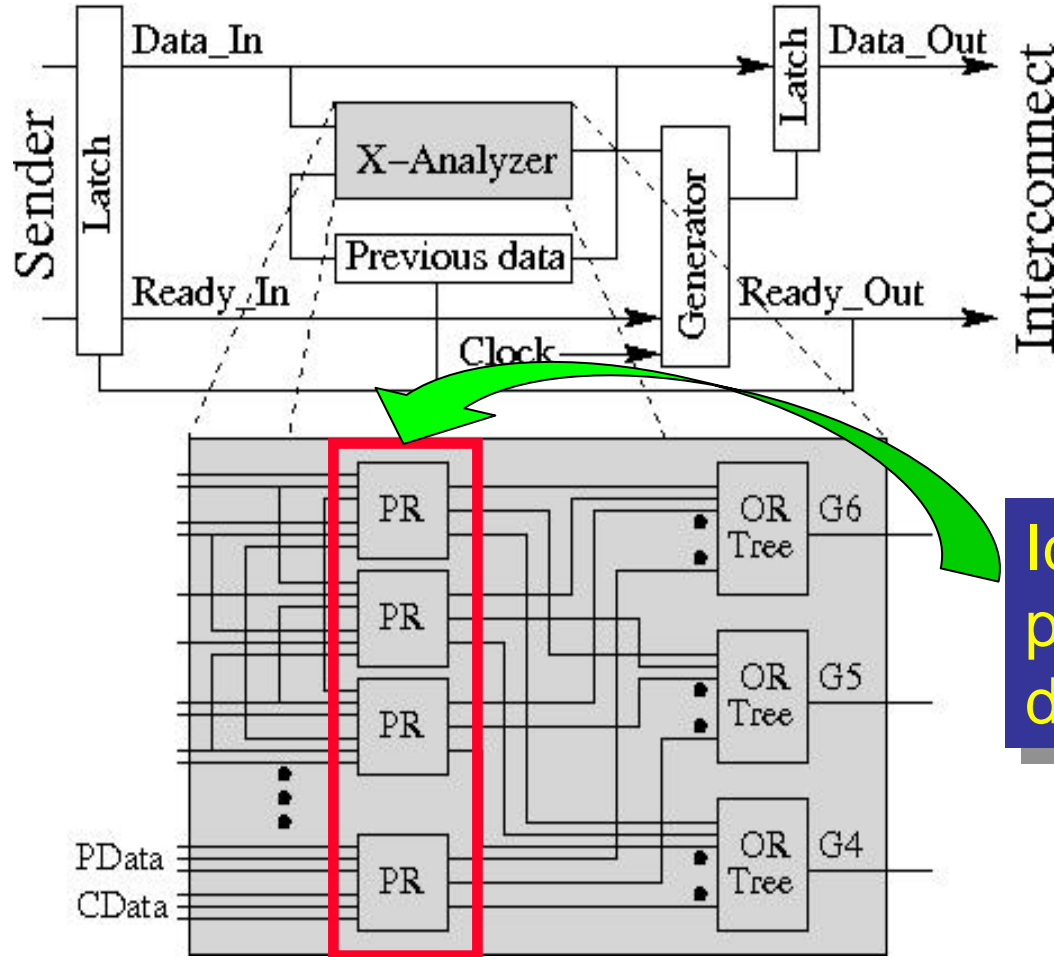 Sender
Latch
Data_In
Latch
Data_Out
Interconnect
X-Analyzer
Generator
Previous data
Ready_In
Ready_Out
Clock
PR
OR
Tree
G6
PR
PR
OR
Tree
G5
PR
OR
Tree
G4
PData
CData